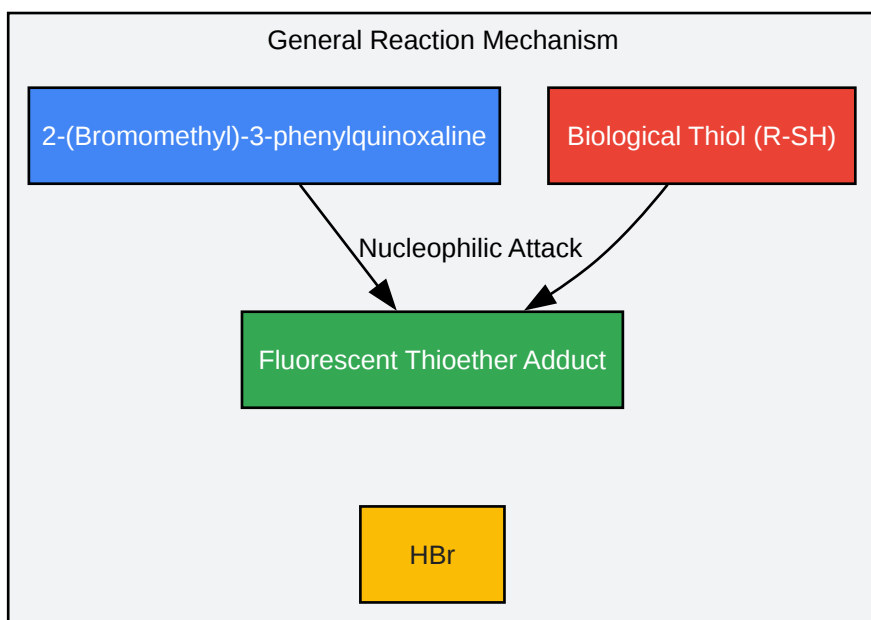 General Reaction Mechanism
2-(Bromomethyl)-3-phenylquinoxaline
Biological Thiol (R-SH)
Nucleophilic Attack
Fluorescent Thioether Adduct
HBr